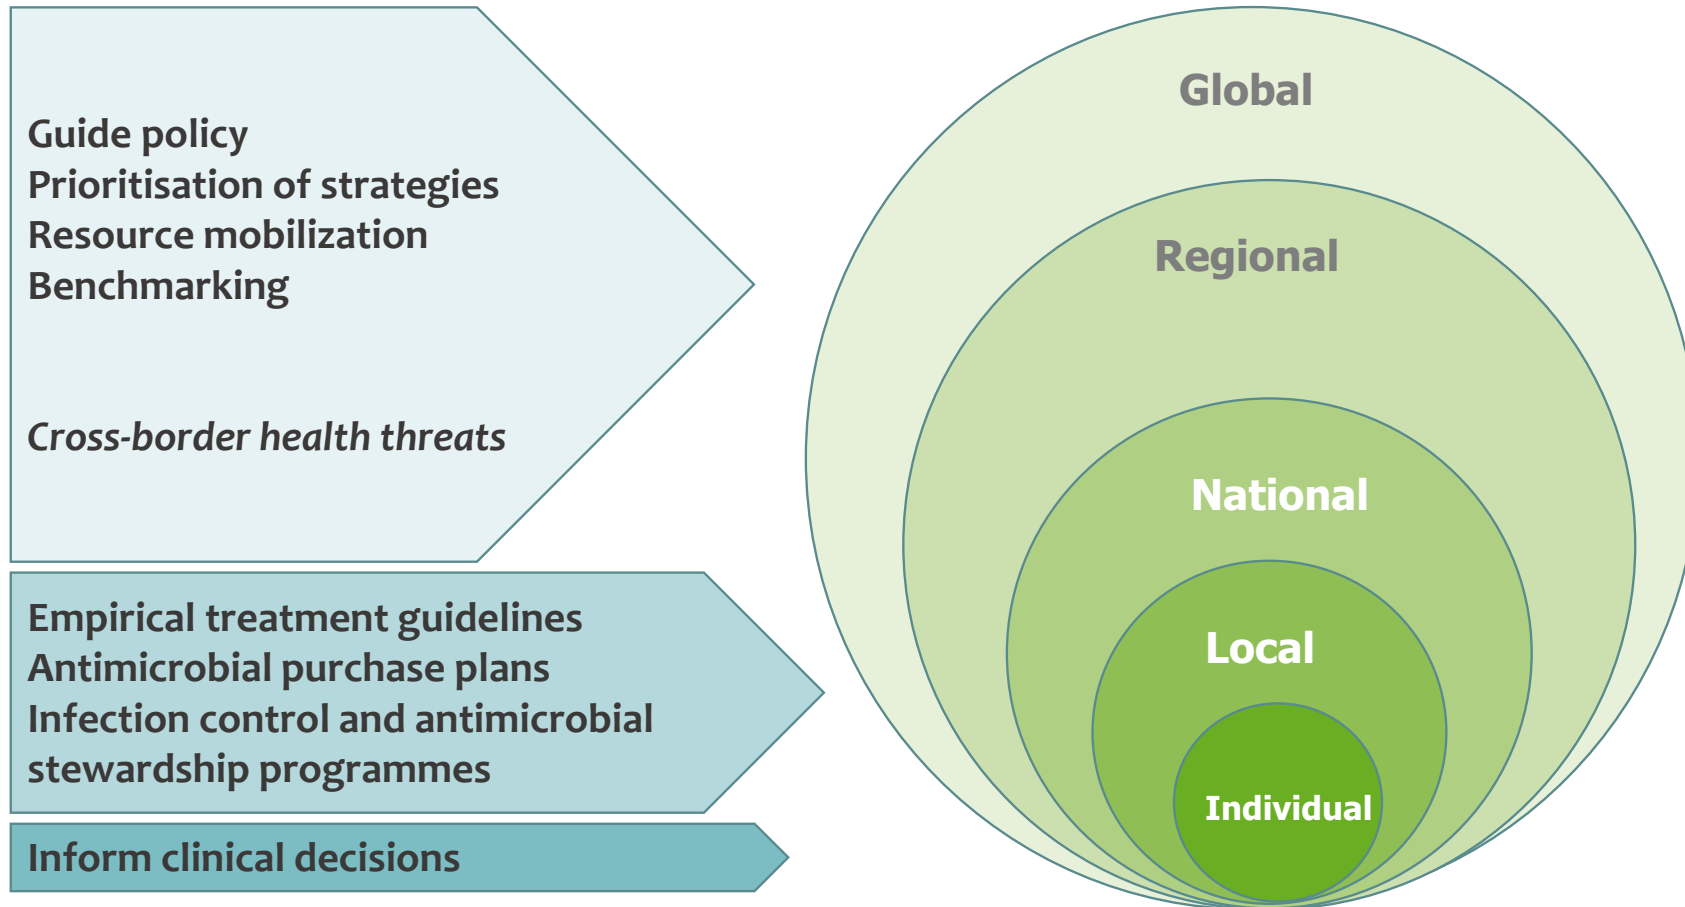 Guide policy
Prioritisation of strategies
Resource mobilization
Benchmarking
Cross-border health threats
Empirical treatment guidelines
Antimicrobial purchase plans
Infection control and antimicrobial
stewardship programmes
Inform clinical decisions
Global
Regional
National
Local
Individual